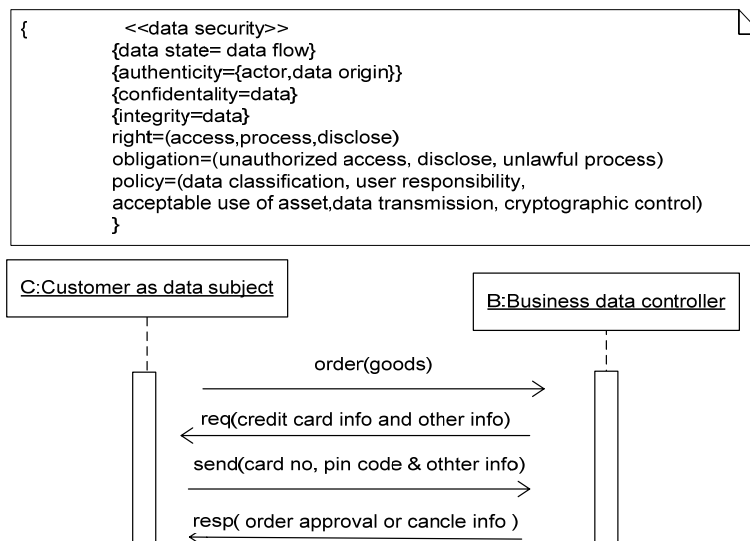 { <<data security>>
{data state= data flow}
{authenticity={actor,data origin}}
{confidentality=data}
{integrity=data}
right=(access,process,disclose)
obligation=(unauthorized access, disclose, unlawful process)
policy=(data classification, user responsibility,
acceptable use of asset,data transmission, cryptographic control)
}
C:Customer as data subject
B:Business data controller
order(goods)
req(credit card info and other info)
send(card no, pin code & othter info)
resp( order approval or cancle info )